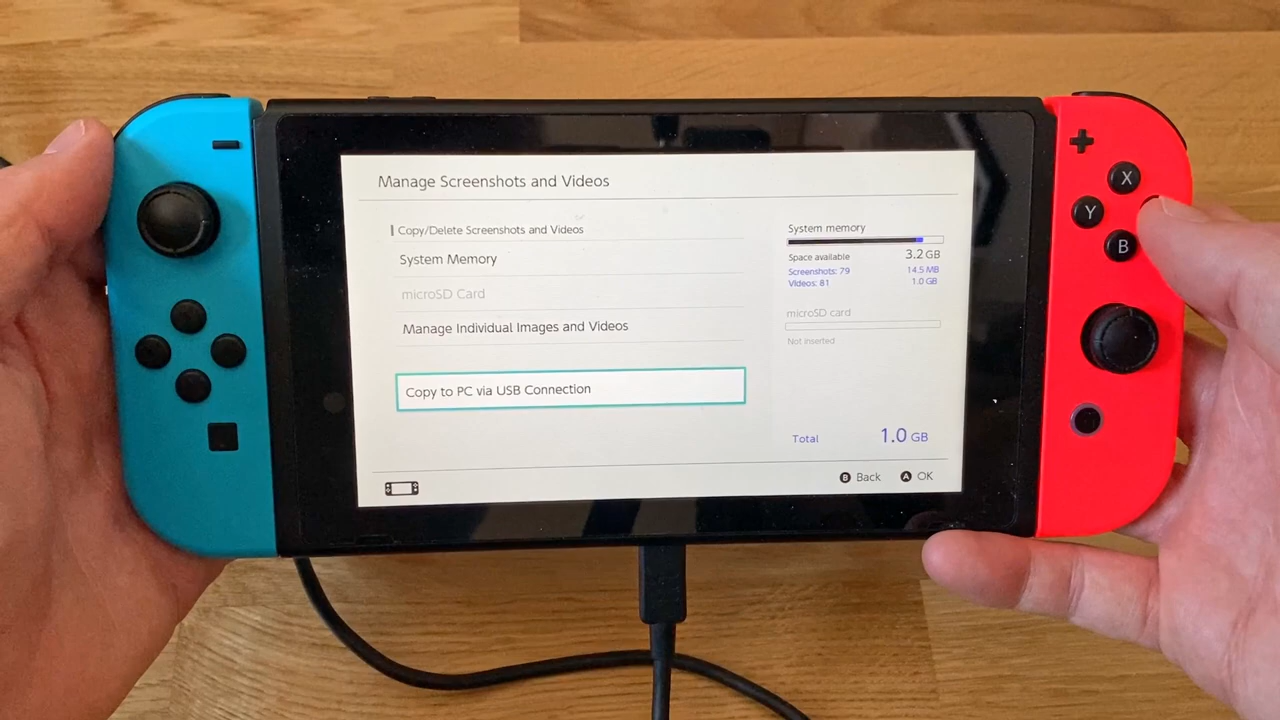 Manage Screenshots and Videos
Copy/Delete Screenshots and Videos
System Memory
microSD Card
Manage Individual Images and Videos
Copy to PC via USB Connection
System memory
Space available 3.2 GB
Screenshots: 79 14.5 MB
Videos: 81 1.0 GB
microSD card
Not inserted
Total 1.0 GB
B Back A OK
X
Y
B